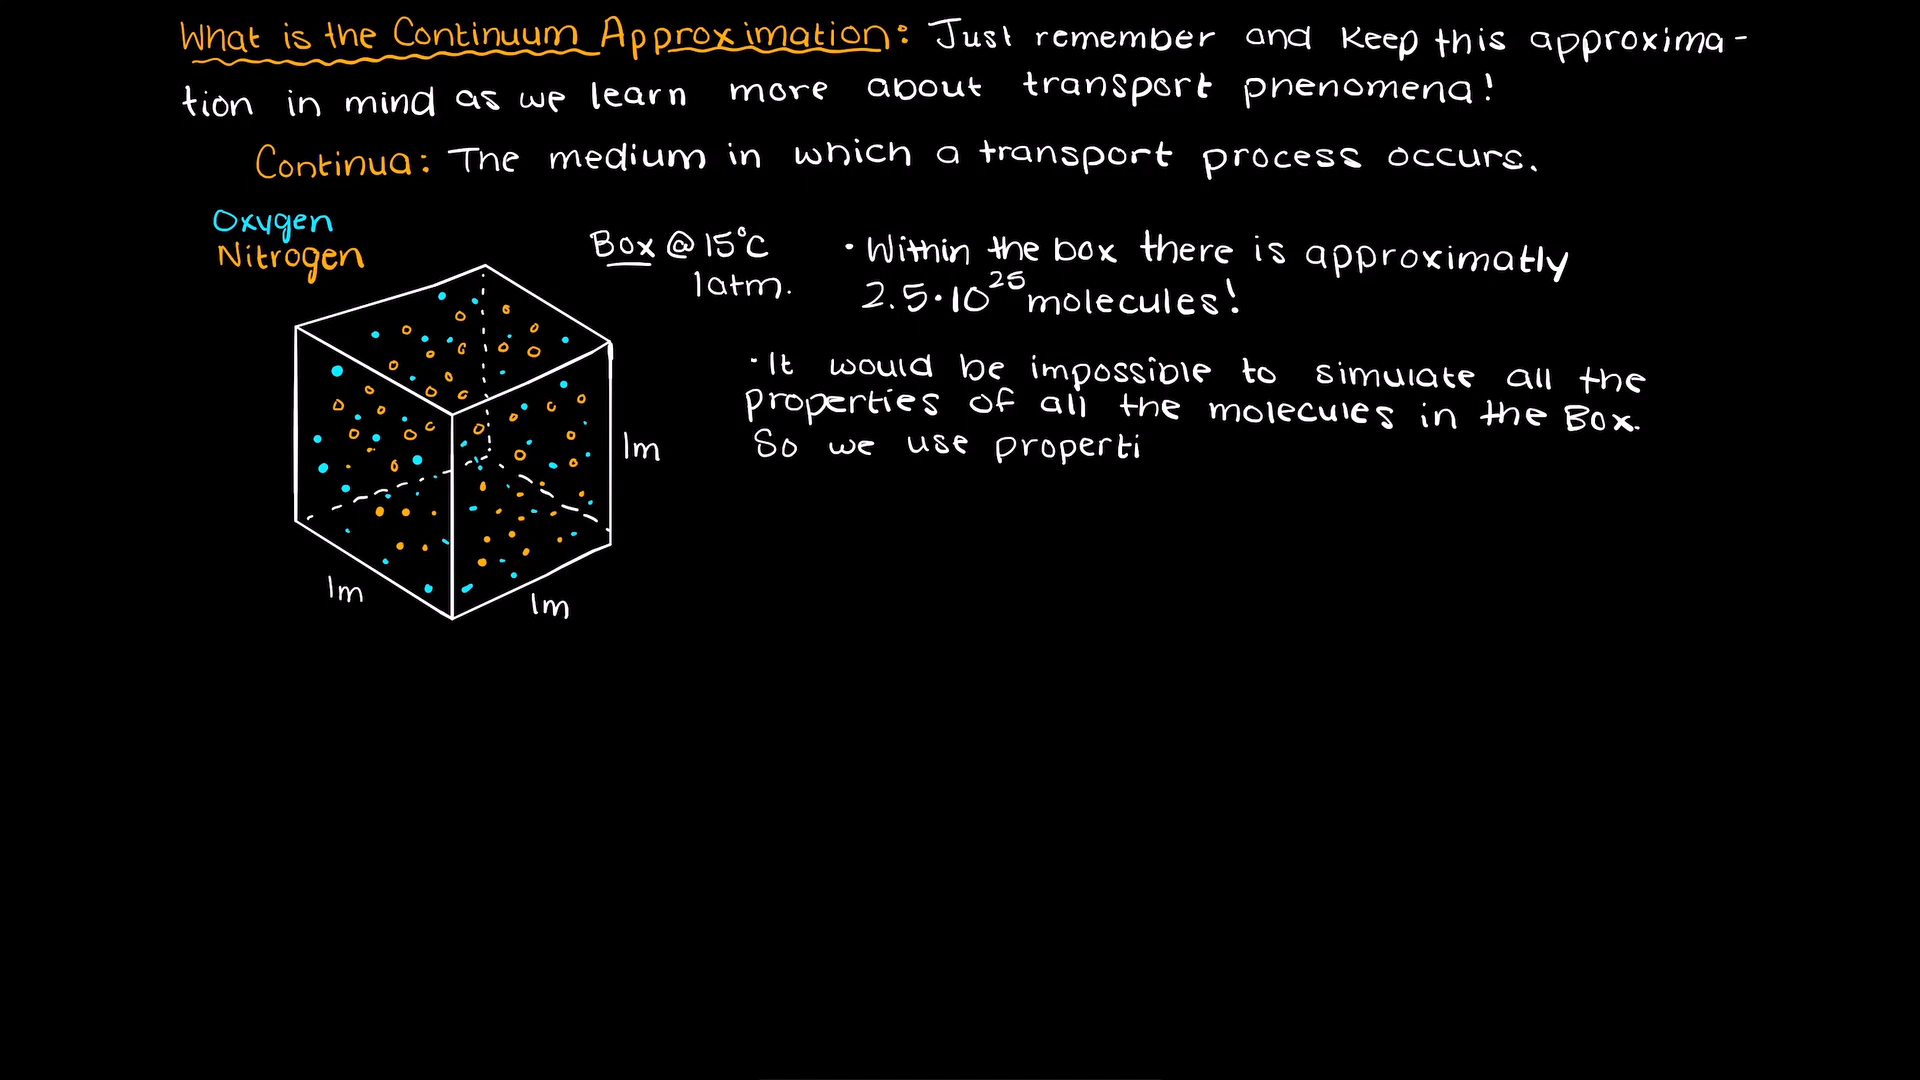 What is the Continuum Approximation: Just remember and keep this approxima-
tion in mind as we learn more about transport phenomena!
Continua: The medium in which a transport process occurs.
Oxygen
Nitrogen
Box @ 15°C
1atm.
• Within the box there is approximatly
2.5•10²⁵ molecules!
• It would be impossible to simulate all the
properties of all the molecules in the Box.
So we use properti
1m
1m
1m